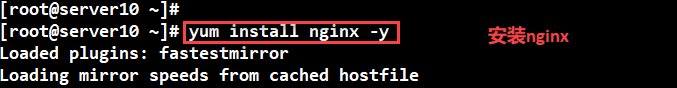 [root@server10 ~]#
[root@server10 ~]# yum install nginx -y
安装nginx
Loaded plugins: fastestmirror
Loading mirror speeds from cached hostfile